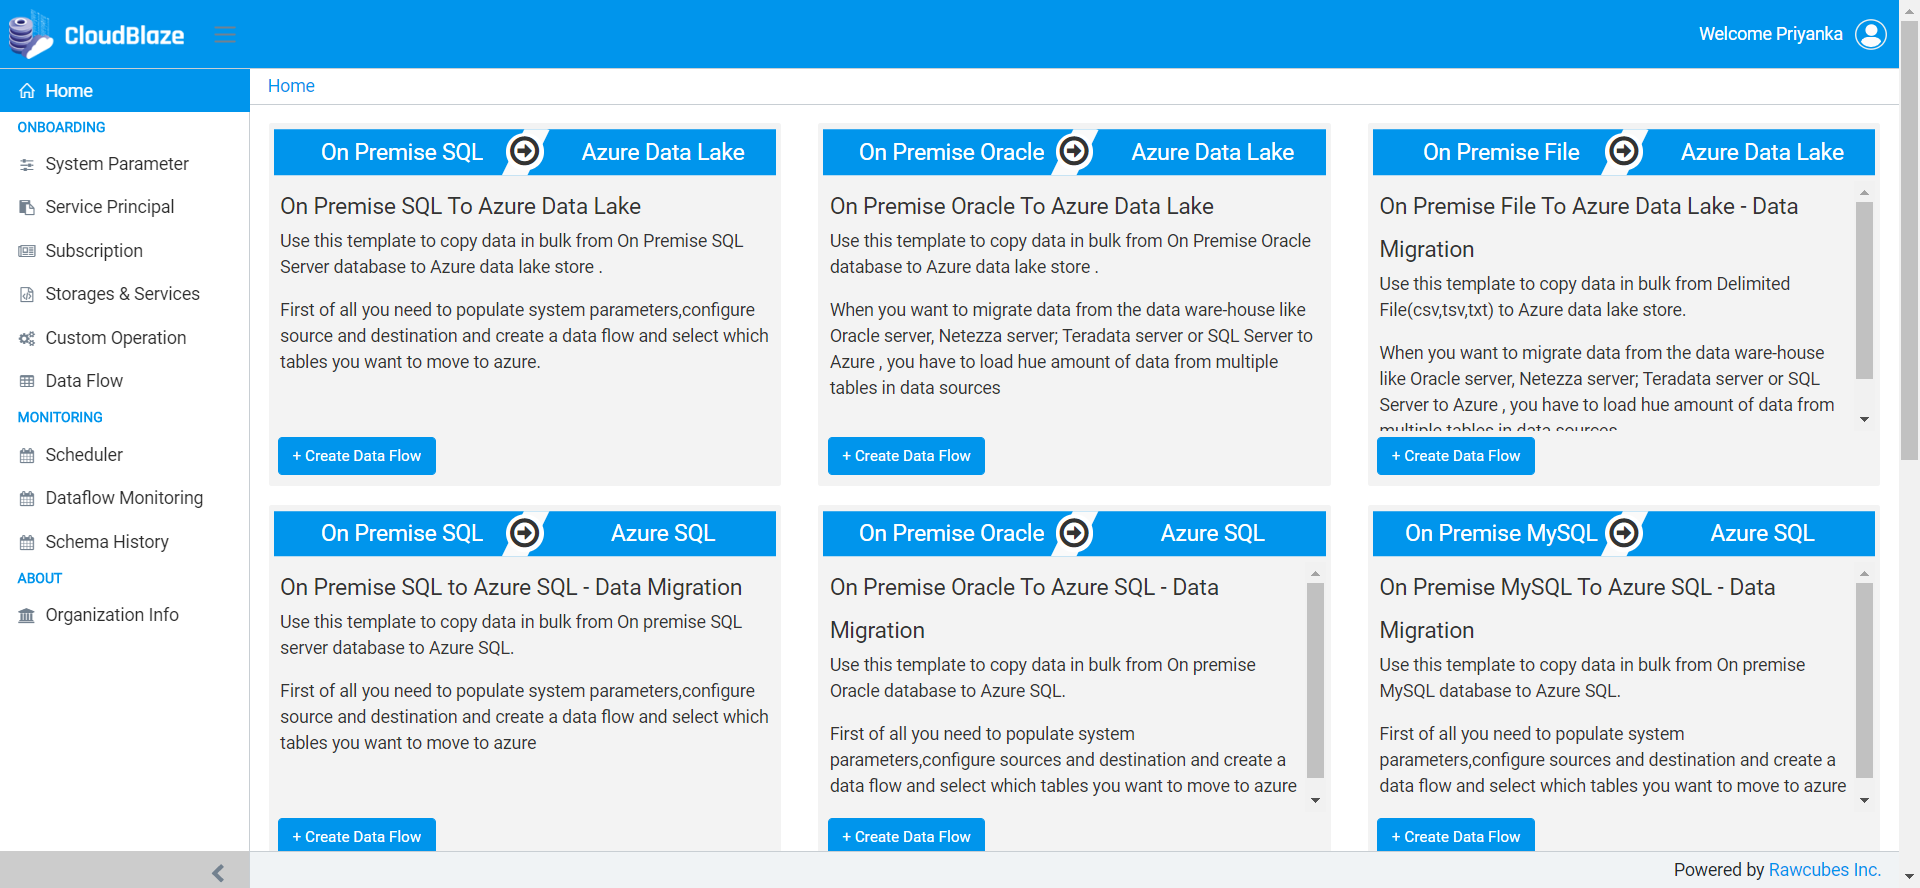 CloudBlaze
Welcome Priyanka
Home
ONBOARDING
System Parameter
Service Principal
Subscription
Storages & Services
Custom Operation
Data Flow
MONITORING
Scheduler
Dataflow Monitoring
Schema History
ABOUT
Organization Info
Home
On Premise SQL
Azure Data Lake
On Premise SQL To Azure Data Lake
Use this template to copy data in bulk from On Premise SQL
Server database to Azure data lake store .
First of all you need to populate system parameters,configure
source and destination and create a data flow and select which
tables you want to move to azure.
+ Create Data Flow
On Premise Oracle
Azure Data Lake
On Premise Oracle To Azure Data Lake
Use this template to copy data in bulk from On Premise Oracle
database to Azure data lake store .
When you want to migrate data from the data ware-house like
Oracle server, Netezza server; Teradata server or SQL Server to
Azure , you have to load hue amount of data from multiple
tables in data sources
+ Create Data Flow
On Premise File
Azure Data Lake
On Premise File To Azure Data Lake - Data
Migration
Use this template to copy data in bulk from Delimited
File(csv,tsv,txt) to Azure data lake store.
When you want to migrate data from the data ware-house
like Oracle server, Netezza server; Teradata server or SQL
Server to Azure , you have to load hue amount of data from
multiple tables in data sources
+ Create Data Flow
On Premise SQL
Azure SQL
On Premise SQL to Azure SQL - Data Migration
Use this template to copy data in bulk from On premise SQL
server database to Azure SQL.
First of all you need to populate system parameters,configure
source and destination and create a data flow and select which
tables you want to move to azure
+ Create Data Flow
On Premise Oracle
Azure SQL
On Premise Oracle To Azure SQL - Data
Migration
Use this template to copy data in bulk from On premise
Oracle database to Azure SQL.
First of all you need to populate system
parameters,configure sources and destination and create a
data flow and select which tables you want to move to azure
+ Create Data Flow
On Premise MySQL
Azure SQL
On Premise MySQL To Azure SQL - Data
Migration
Use this template to copy data in bulk from On premise
MySQL database to Azure SQL.
First of all you need to populate system
parameters,configure sources and destination and create a
data flow and select which tables you want to move to azure
+ Create Data Flow
Powered by Rawcubes Inc.